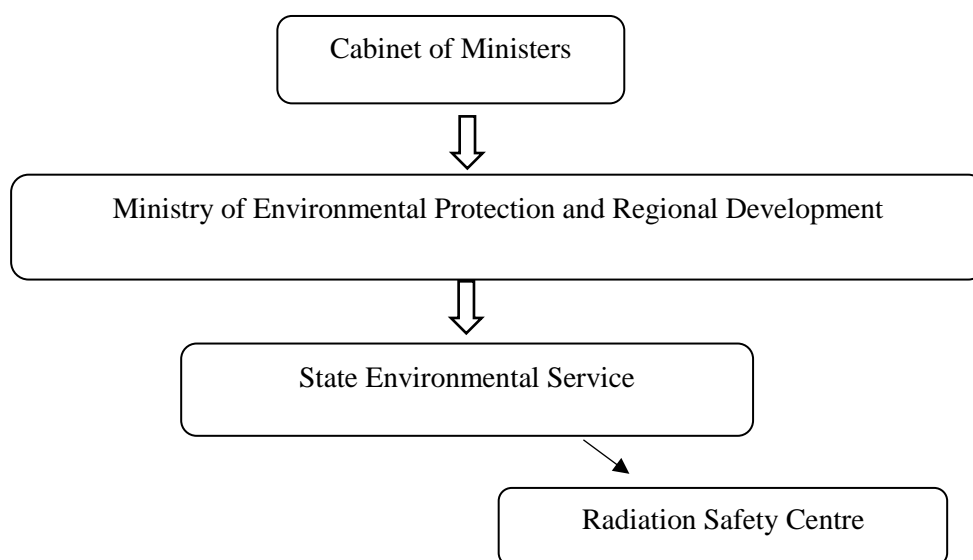 Cabinet of Ministers
Ministry of Environmental Protection and Regional Development
State Environmental Service
Radiation Safety Centre